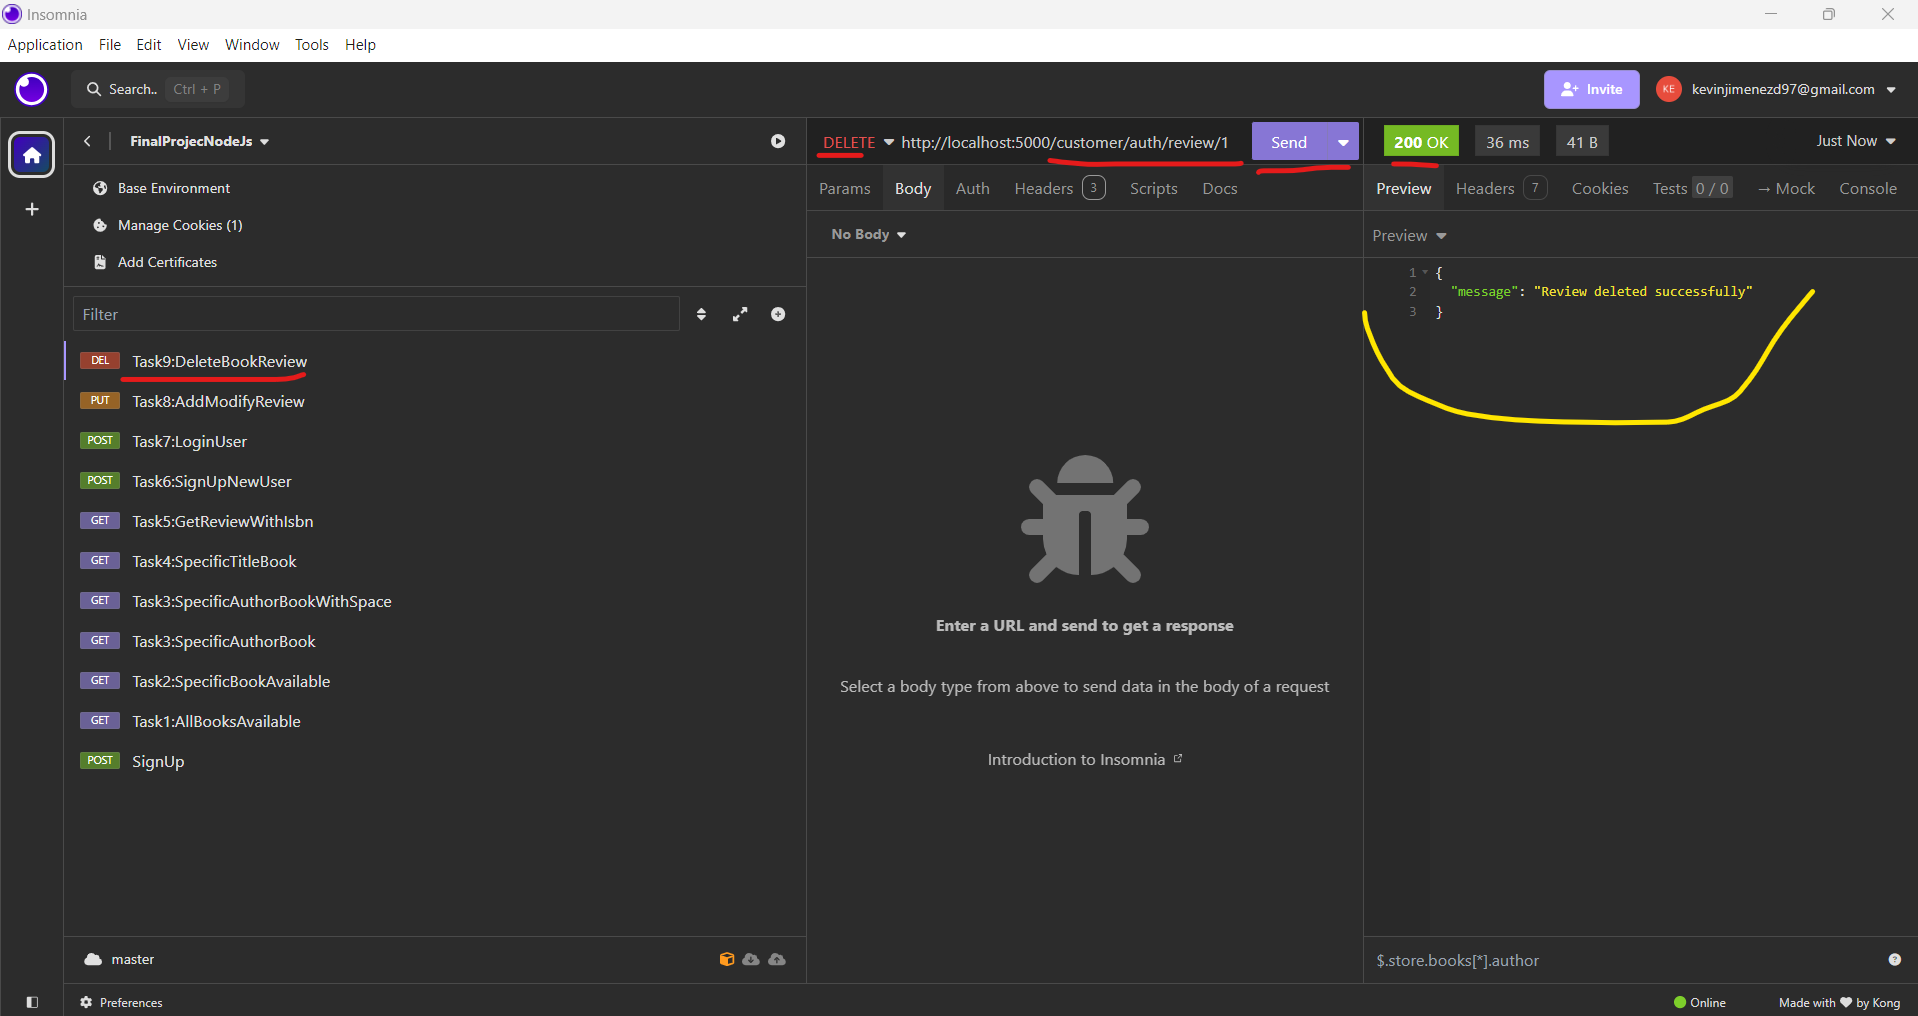 Insomnia
Application File Edit View Window Tools Help
Search.. Ctrl + P
Invite
KE kevinjimenezd97@gmail.com
FinalProjecNodeJs
DELETE http://localhost:5000/customer/auth/review/1 Send
200 OK 36 ms 41 B Just Now
Base Environment
Manage Cookies (1)
Add Certificates
Filter
DEL Task9:DeleteBookReview
PUT Task8:AddModifyReview
POST Task7:LoginUser
POST Task6:SignUpNewUser
GET Task5:GetReviewWithIsbn
GET Task4:SpecificTitleBook
GET Task3:SpecificAuthorBookWithSpace
GET Task3:SpecificAuthorBook
GET Task2:SpecificBookAvailable
GET Task1:AllBooksAvailable
POST SignUp
Params Body Auth Headers 3 Scripts Docs
No Body
Enter a URL and send to get a response
Select a body type from above to send data in the body of a request
Introduction to Insomnia
Preview Headers 7 Cookies Tests 0 / 0 → Mock Console
Preview
1 {
2 "message": "Review deleted successfully"
3 }
master
$.store.books[*].author
Preferences
Online
Made with ❤ by Kong